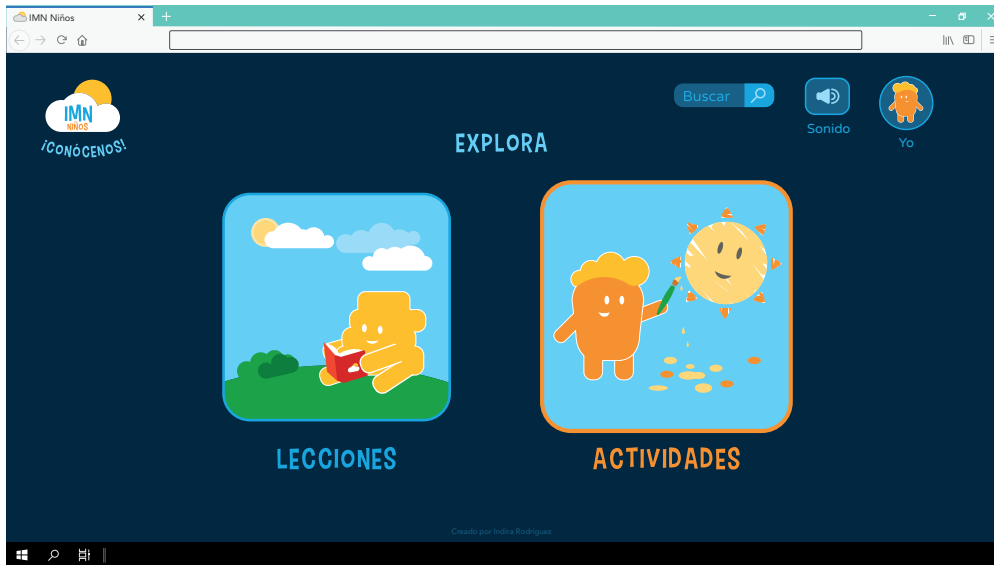 IMN Niños
IMN
NIÑOS
¡CONÓCENOS!
Buscar
Sonido
Yo
EXPLORA
LECCIONES
ACTIVIDADES
Creado por Indira Rodríguez